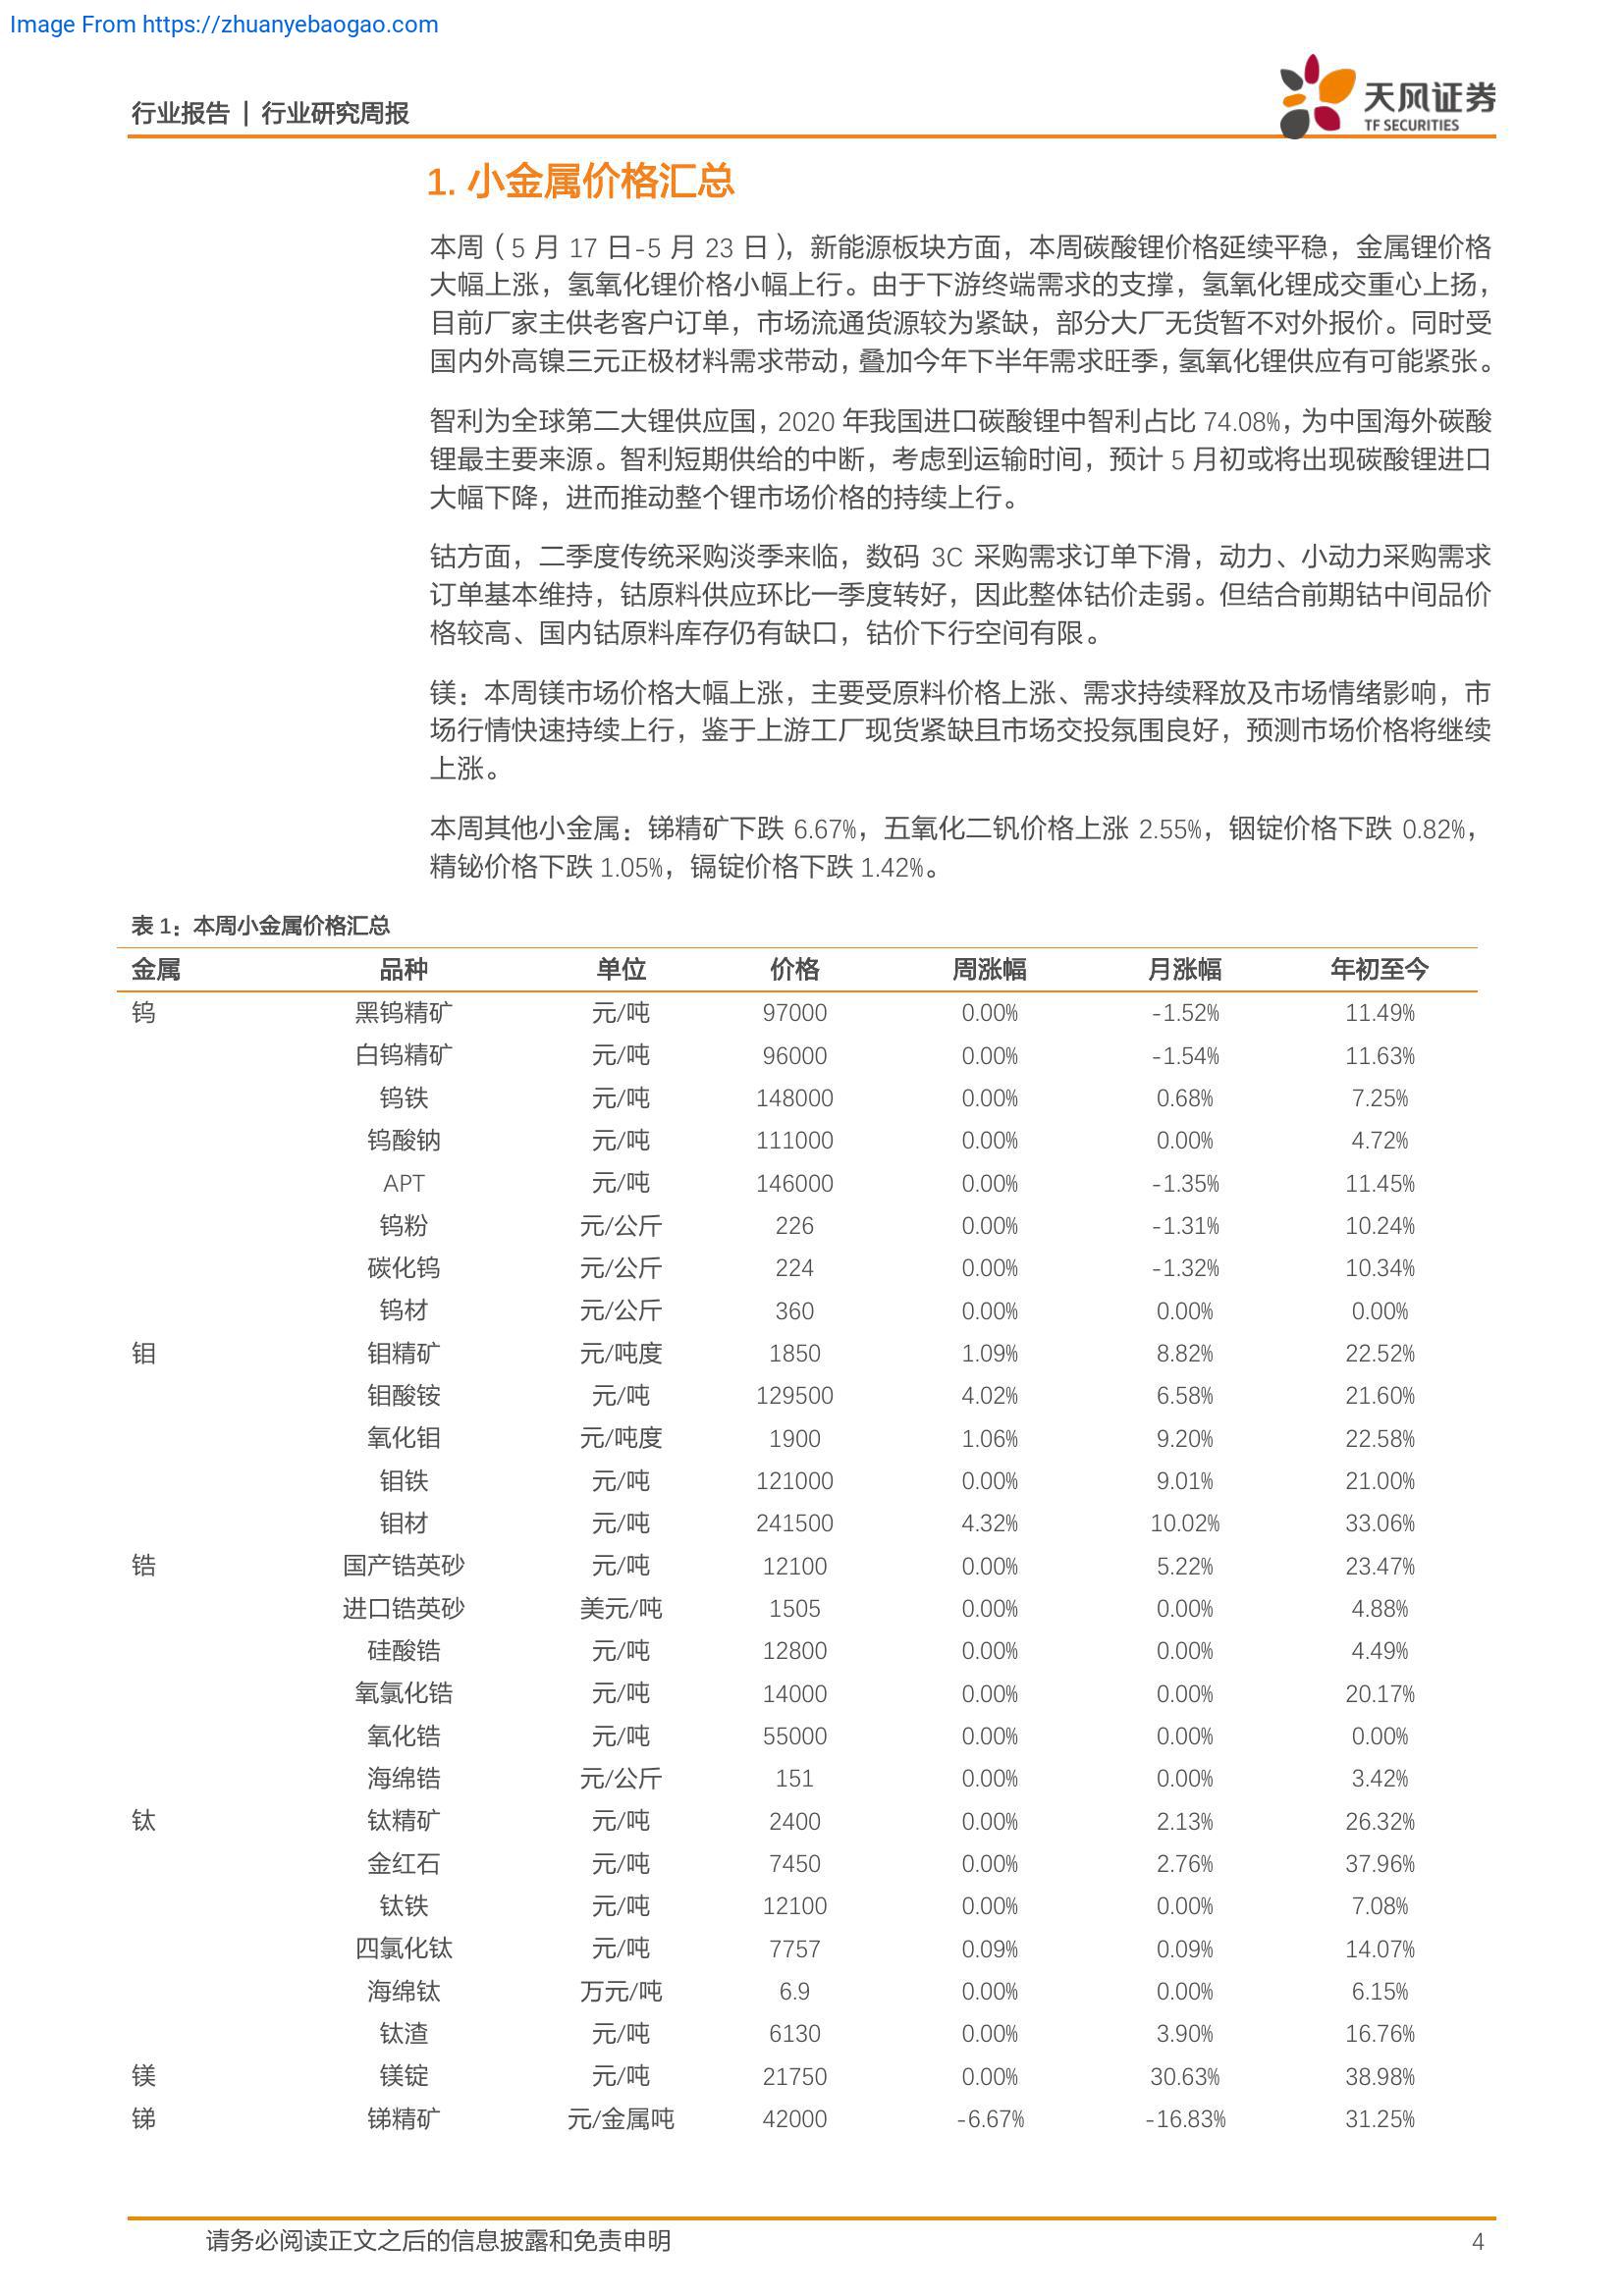 Image From https://zhuanyebaogao.com
行业报告 | 行业研究周报
天风证券
TF SECURITIES
1. 小金属价格汇总
本周（5 月 17 日-5 月 23 日），新能源板块方面，本周碳酸锂价格延续平稳，金属锂价格
大幅上涨，氢氧化锂价格小幅上行。由于下游终端需求的支撑，氢氧化锂成交重心上扬，
目前厂家主供老客户订单，市场流通货源较为紧缺，部分大厂无货暂不对外报价。同时受
国内外高镍三元正极材料需求带动，叠加今年下半年需求旺季，氢氧化锂供应有可能紧张。
智利为全球第二大锂供应国，2020 年我国进口碳酸锂中智利占比 74.08%，为中国海外碳酸
锂最主要来源。智利短期供给的中断，考虑到运输时间，预计 5 月初或将出现碳酸锂进口
大幅下降，进而推动整个锂市场价格的持续上行。
钴方面，二季度传统采购淡季来临，数码 3C 采购需求订单下滑，动力、小动力采购需求
订单基本维持，钴原料供应环比一季度转好，因此整体钴价走弱。但结合前期钴中间品价
格较高、国内钴原料库存仍有缺口，钴价下行空间有限。
镁：本周镁市场价格大幅上涨，主要受原料价格上涨、需求持续释放及市场情绪影响，市
场行情快速持续上行，鉴于上游工厂现货紧缺且市场交投氛围良好，预测市场价格将继续
上涨。
本周其他小金属：锑精矿下跌 6.67%，五氧化二钒价格上涨 2.55%，铟锭价格下跌 0.82%，
精铋价格下跌 1.05%，镉锭价格下跌 1.42%。
表 1：本周小金属价格汇总
金属 品种 单位 价格 周涨幅 月涨幅 年初至今
钨 黑钨精矿 元/吨 97000 0.00% -1.52% 11.49%
白钨精矿 元/吨 96000 0.00% -1.54% 11.63%
钨铁 元/吨 148000 0.00% 0.68% 7.25%
钨酸钠 元/吨 111000 0.00% 0.00% 4.72%
APT 元/吨 146000 0.00% -1.35% 11.45%
钨粉 元/公斤 226 0.00% -1.31% 10.24%
碳化钨 元/公斤 224 0.00% -1.32% 10.34%
钨材 元/公斤 360 0.00% 0.00% 0.00%
钼 钼精矿 元/吨度 1850 1.09% 8.82% 22.52%
钼酸铵 元/吨 129500 4.02% 6.58% 21.60%
氧化钼 元/吨度 1900 1.06% 9.20% 22.58%
钼铁 元/吨 121000 0.00% 9.01% 21.00%
钼材 元/吨 241500 4.32% 10.02% 33.06%
锆 国产锆英砂 元/吨 12100 0.00% 5.22% 23.47%
进口锆英砂 美元/吨 1505 0.00% 0.00% 4.88%
硅酸锆 元/吨 12800 0.00% 0.00% 4.49%
氧氯化锆 元/吨 14000 0.00% 0.00% 20.17%
氧化锆 元/吨 55000 0.00% 0.00% 0.00%
海绵锆 元/公斤 151 0.00% 0.00% 3.42%
钛 钛精矿 元/吨 2400 0.00% 2.13% 26.32%
金红石 元/吨 7450 0.00% 2.76% 37.96%
钛铁 元/吨 12100 0.00% 0.00% 7.08%
四氯化钛 元/吨 7757 0.09% 0.09% 14.07%
海绵钛 万元/吨 6.9 0.00% 0.00% 6.15%
钛渣 元/吨 6130 0.00% 3.90% 16.76%
镁 镁锭 元/吨 21750 0.00% 30.63% 38.98%
锑 锑精矿 元/金属吨 42000 -6.67% -16.83% 31.25%
请务必阅读正文之后的信息披露和免责申明 4